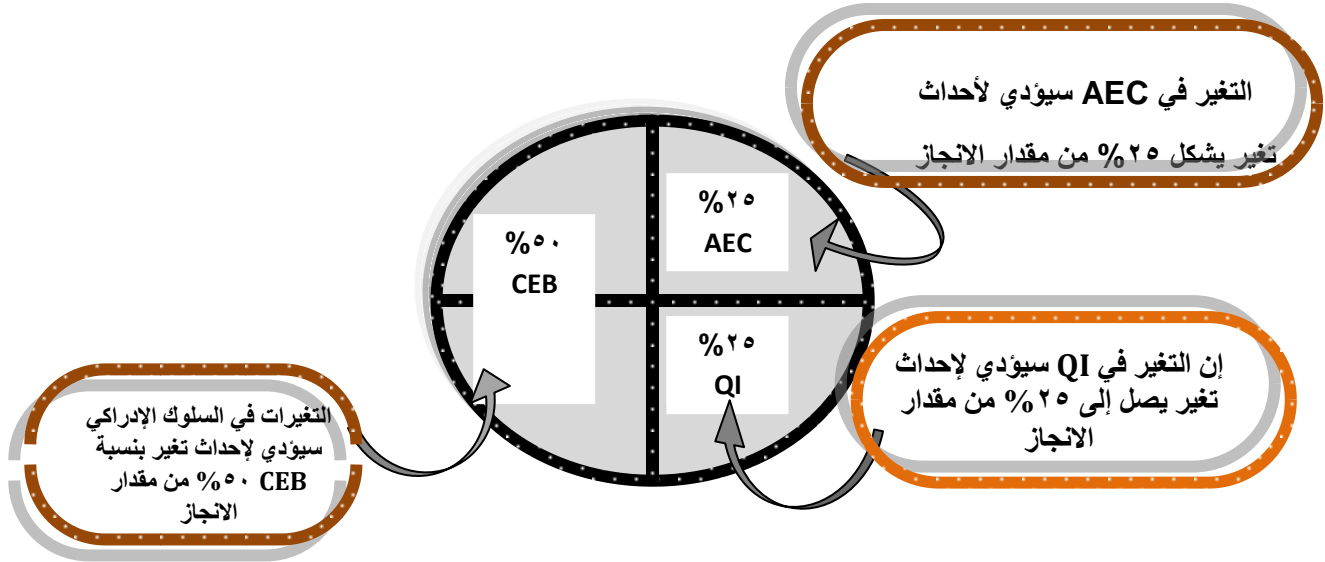 التغير في AEC سيؤدي لأحداث
تغير يشكل ٢٥% من مقدار الانجاز
%٢٥
AEC
%٥٠
CEB
%٢٥
QI
إن التغير في QI سيؤدي لإحداث
تغير يصل إلى ٢٥% من مقدار
الانجاز
التغيرات في السلوك الإدراكي
سيؤدي لإحداث تغير بنسبة
CEB ٥٠% من مقدار
الانجاز